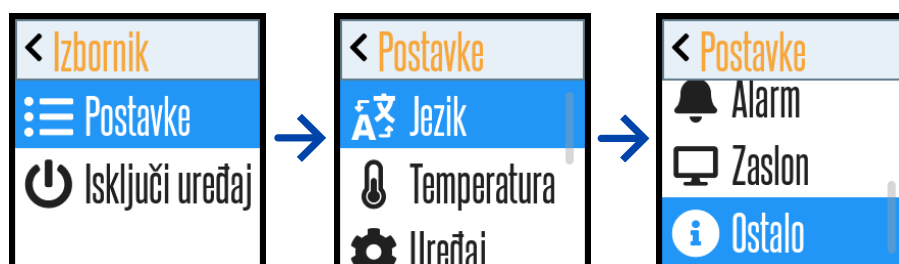 Izbornik
Postavke
Isključi uređaj
Postavke
Jezik
Temperatura
Uređaj
Postavke
Alarm
Zaslon
Ostalo